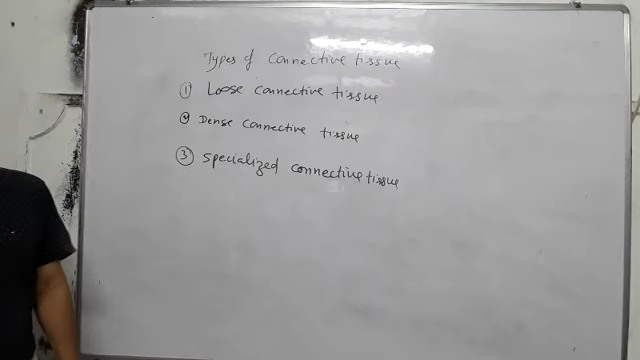 Types of connective tissue
① Loose connective tissue
② Dense connective tissue
③ specialized connective tissue